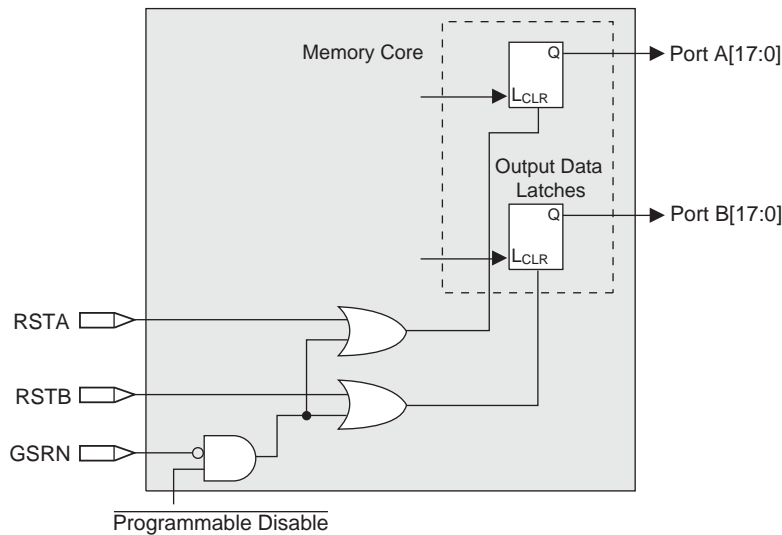 Memory Core
Q
Port A[17:0]
LCLR
Output Data
Latches
Q
Port B[17:0]
LCLR
RSTA
RSTB
GSRN
Programmable Disable